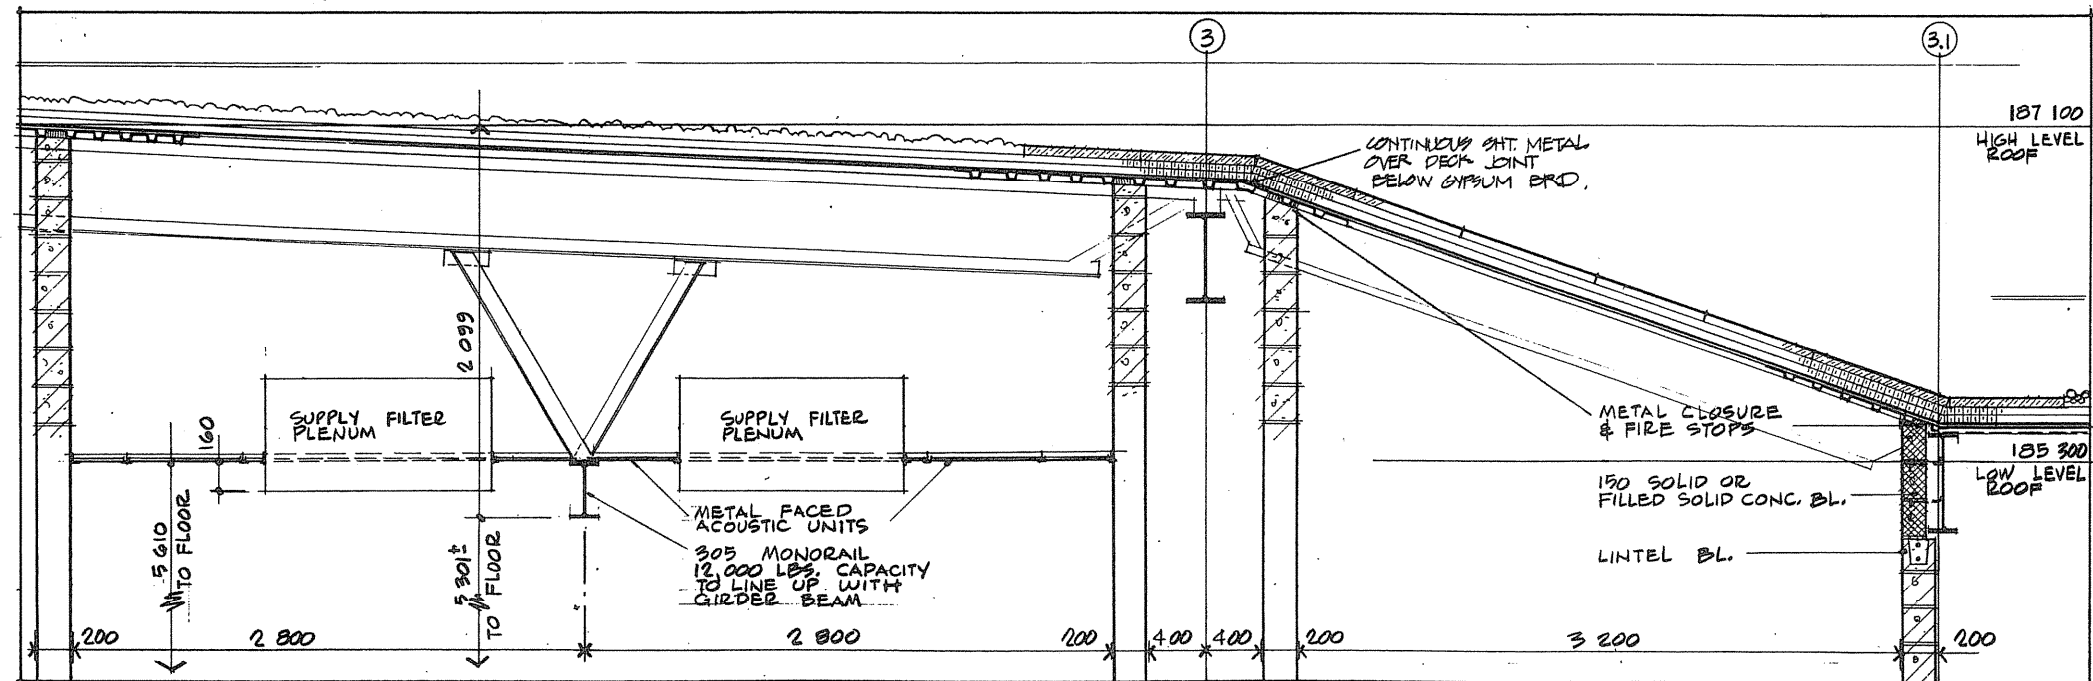 3
3.1
187 100
HIGH LEVEL
ROOF
CONTINUOUS SHT. METAL
OVER DECK JOINT
BELOW GYPSUM BRD.
2 099
SUPPLY FILTER
PLENUM
SUPPLY FILTER
PLENUM
160
METAL CLOSURE
& FIRE STOPS
185 300
LOW LEVEL
ROOF
150 SOLID OR
FILLED SOLID CONC. BL.
METAL FACED
ACOUSTIC UNITS
305 MONORAIL
12,000 LBS. CAPACITY
TO LINE UP WITH
GIRDER BEAM
LINTEL BL.
5 610
TO FLOOR
5 301±
TO FLOOR
200
2 800
2 800
200
400
400
200
3 200
200